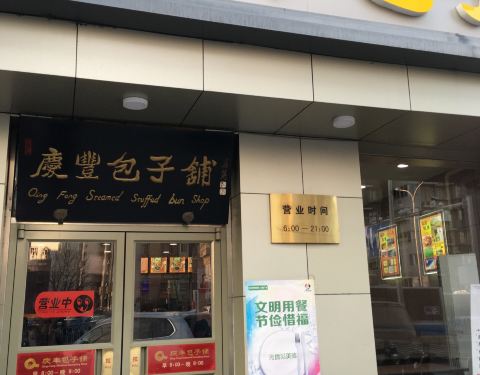 慶豐包子舖
Qing Feng Steamed Stuffed Bun Shop
营业时间
6:00—21:00
营业中
文明用餐
节俭惜福
庆丰包子铺
庆丰包子铺